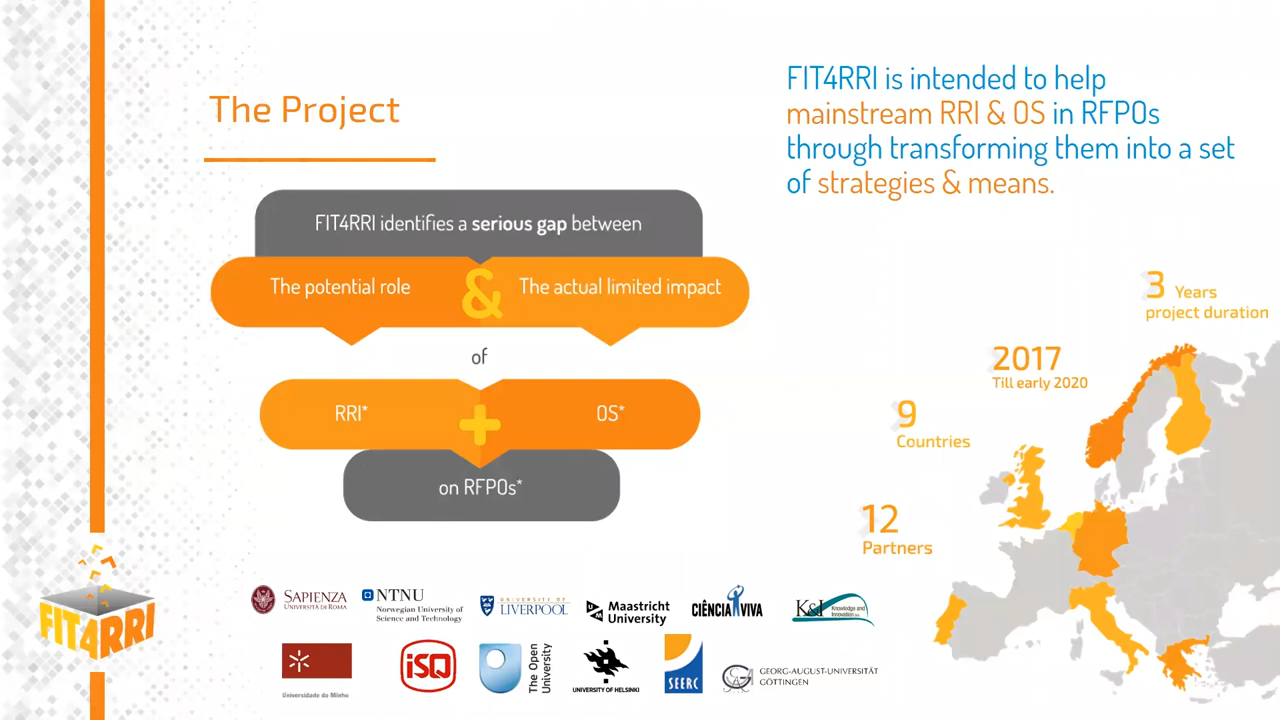 The Project
FIT4RRI is intended to help
mainstream RRI & OS in RFPOs
through transforming them into a set
of strategies & means.
FIT4RRI identifies a serious gap between
The potential role
&
The actual limited impact
of
RRI*
+
OS*
on RFPOs*
3 Years
project duration
2017
Till early 2020
9
Countries
12
Partners
FIT4RRI
SAPIENZA
UNIVERSITÀ DI ROMA
NTNU
Norwegian University of
Science and Technology
UNIVERSITY OF
LIVERPOOL
Maastricht
University
CIÊNCIA VIVA
K&I
Knowledge and
Innovation
Universidade do Minho
iSQ
The Open
University
UNIVERSITY OF HELSINKI
SEERC
GEORG-AUGUST-UNIVERSITÄT
GÖTTINGEN